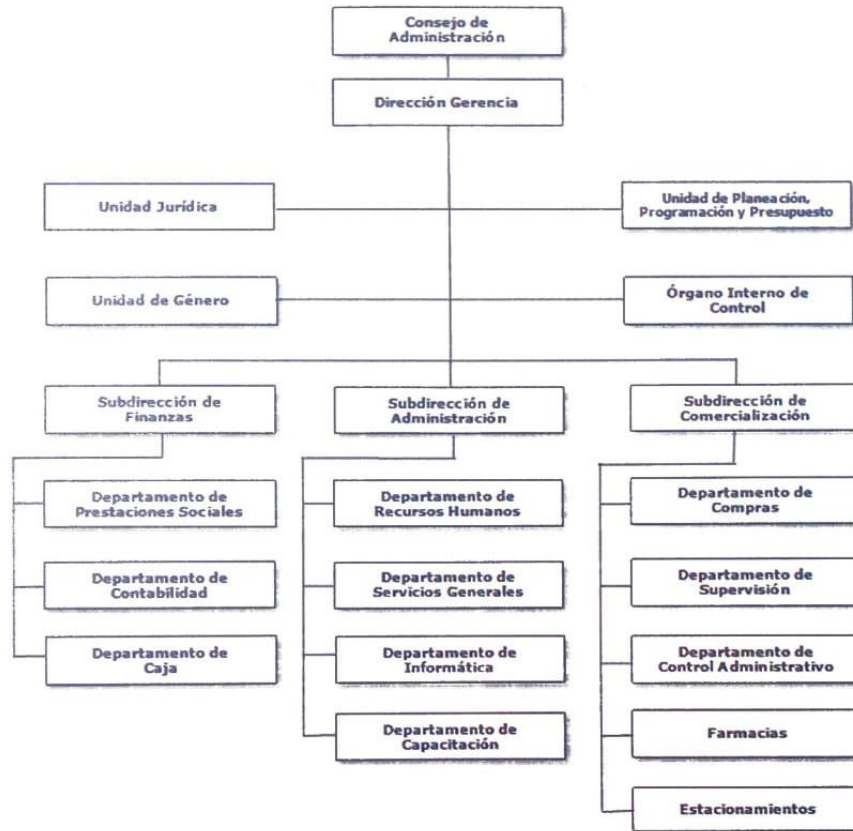 Consejo de
Administración
Dirección Gerencia
Unidad Jurídica
Unidad de Planeación,
Programación y Presupuesto
Unidad de Género
Órgano Interno de
Control
Subdirección de
Finanzas
Subdirección de
Administración
Subdirección de
Comercialización
Departamento de
Prestaciones Sociales
Departamento de
Recursos Humanos
Departamento de
Compras
Departamento de
Contabilidad
Departamento de
Servicios Generales
Departamento de
Supervisión
Departamento de
Caja
Departamento de
Informática
Departamento de
Control Administrativo
Departamento de
Capacitación
Farmacias
Estacionamientos